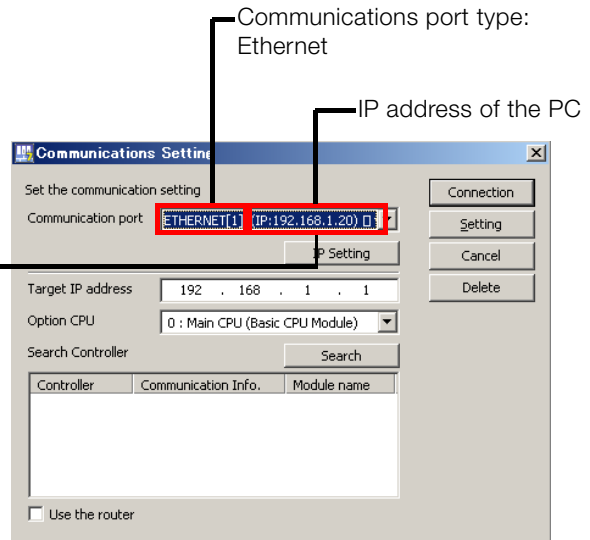 Communications port type:
Ethernet
IP address of the PC
Communications Setting
Set the communication setting
Connection
Communication port ETHERNET[1] (IP:192.168.1.20)
Setting
IP Setting
Cancel
Target IP address 192 . 168 . 1 . 1
Delete
Option CPU 0 : Main CPU (Basic CPU Module)
Search Controller Search
Controller Communication Info. Module name
Use the router